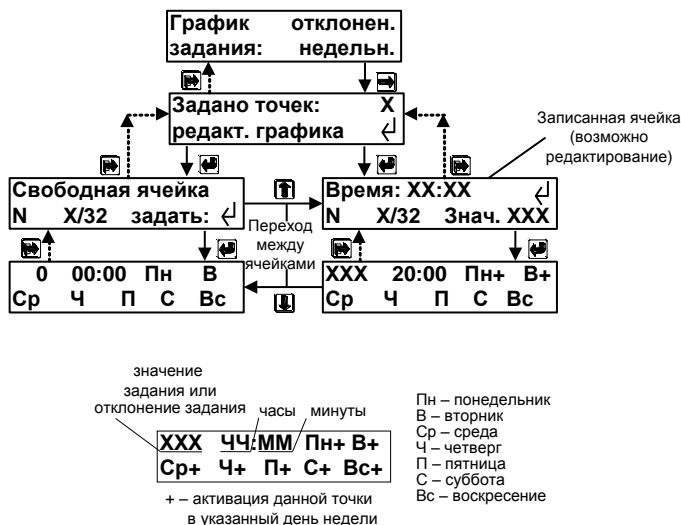 График отклонен.
задания: недельн.
Задано точек: X
редакт. графика
Записанная ячейка
(возможно
редактирование)
Свободная ячейка
N X/32 задать:
Время: XX:XX
N X/32 Знач. XXX
Переход
между
ячейками
0 00:00 Пн В
Ср Ч П С Вс
XXX 20:00 Пн+ В+
Ср Ч П С Вс
значение
задания или
отклонение задания
часы
минуты
XXX ЧЧ:ММ Пн+ В+
Ср+ Ч+ П+ С+ Вс+
+ – активация данной точки
в указанный день недели
Пн – понедельник
В – вторник
Ср – среда
Ч – четверг
П – пятница
С – суббота
Вс – воскресение